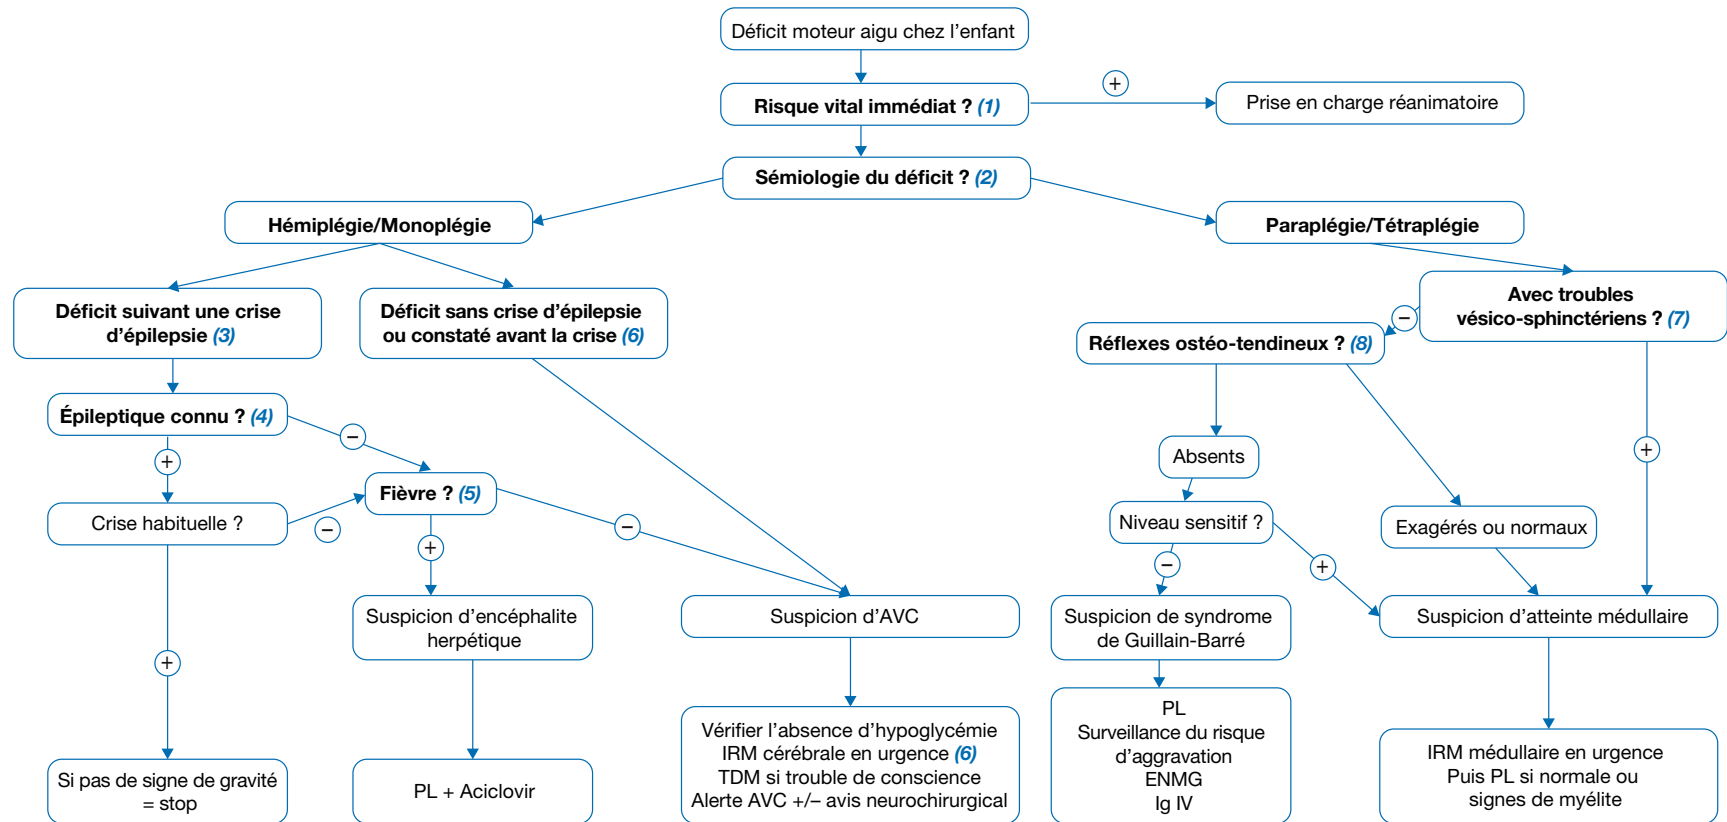 Déficit moteur aigu chez l'enfant
+
Risque vital immédiat ? (1)
Prise en charge réanimatoire
Sémiologie du déficit ? (2)
Hémiplégie/Monoplégie
Paraplégie/Tétraplégie
Déficit suivant une crise
d'épilepsie (3)
Déficit sans crise d'épilepsie
ou constaté avant la crise (6)
Avec troubles
vésico-sphinctériens ? (7)
−
Réflexes ostéo-tendineux ? (8)
Épileptique connu ? (4)
−
+
Absents
+
Fièvre ? (5)
Crise habituelle ?
−
+
−
Niveau sensitif ?
Exagérés ou normaux
−
+
Suspicion d'encéphalite
herpétique
Suspicion d'AVC
Suspicion de syndrome
de Guillain-Barré
Suspicion d'atteinte médullaire
+
Vérifier l'absence d'hypoglycémie
IRM cérébrale en urgence (6)
TDM si trouble de conscience
Alerte AVC +/− avis neurochirurgical
PL
Surveillance du risque
d'aggravation
ENMG
Ig IV
IRM médullaire en urgence
Puis PL si normale ou
signes de myélite
Si pas de signe de gravité
= stop
PL + Aciclovir